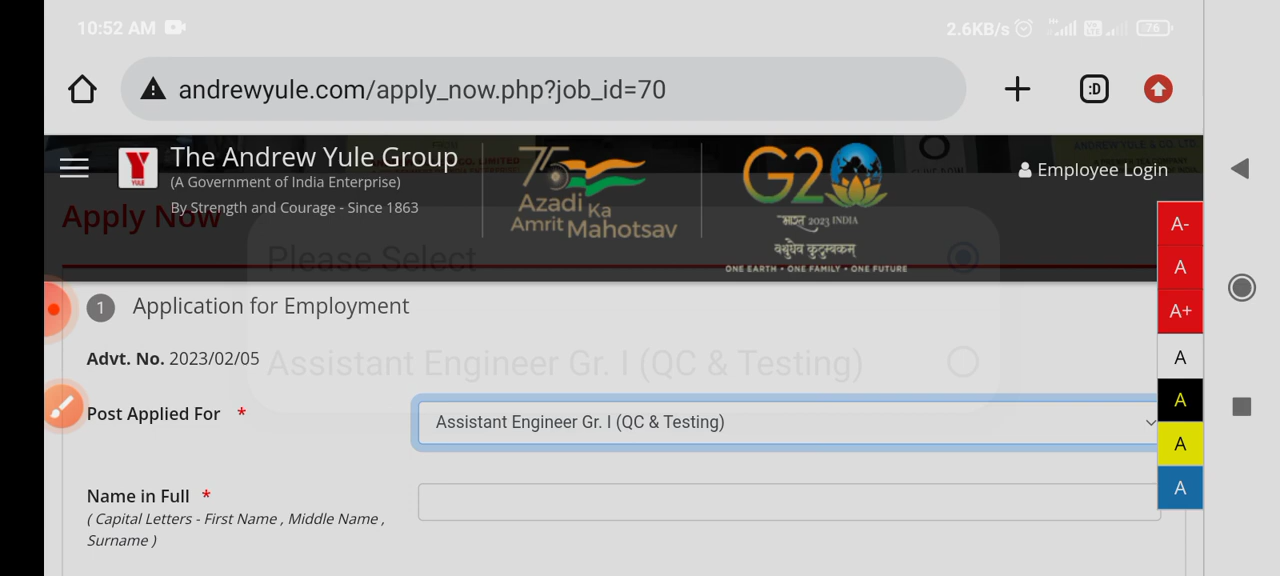 10:52 AM
2.6KB/s
76
andrewyule.com/apply_now.php?job_id=70
:D
YULE
The Andrew Yule Group
(A Government of India Enterprise)
By Strength and Courage - Since 1863
75
Azadi Ka
Amrit Mahotsav
G20
भारत 2023 INDIA
वसुधैव कुटुम्बकम्
ONE EARTH • ONE FAMILY • ONE FUTURE
Employee Login
Apply Now
Please Select
A-
A
A+
A
A
A
A
1 Application for Employment
Advt. No. 2023/02/05
Assistant Engineer Gr. I (QC & Testing)
Post Applied For *
Assistant Engineer Gr. I (QC & Testing)
Name in Full *
( Capital Letters - First Name , Middle Name ,
Surname )